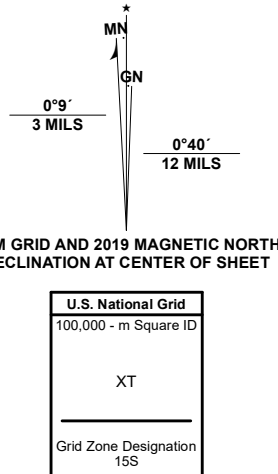 MN
GN
0°9´
3 MILS
0°40´
12 MILS
M GRID AND 2019 MAGNETIC NORTH
ECLINATION AT CENTER OF SHEET
U.S. National Grid
100,000 - m Square ID
XT
Grid Zone Designation
15S